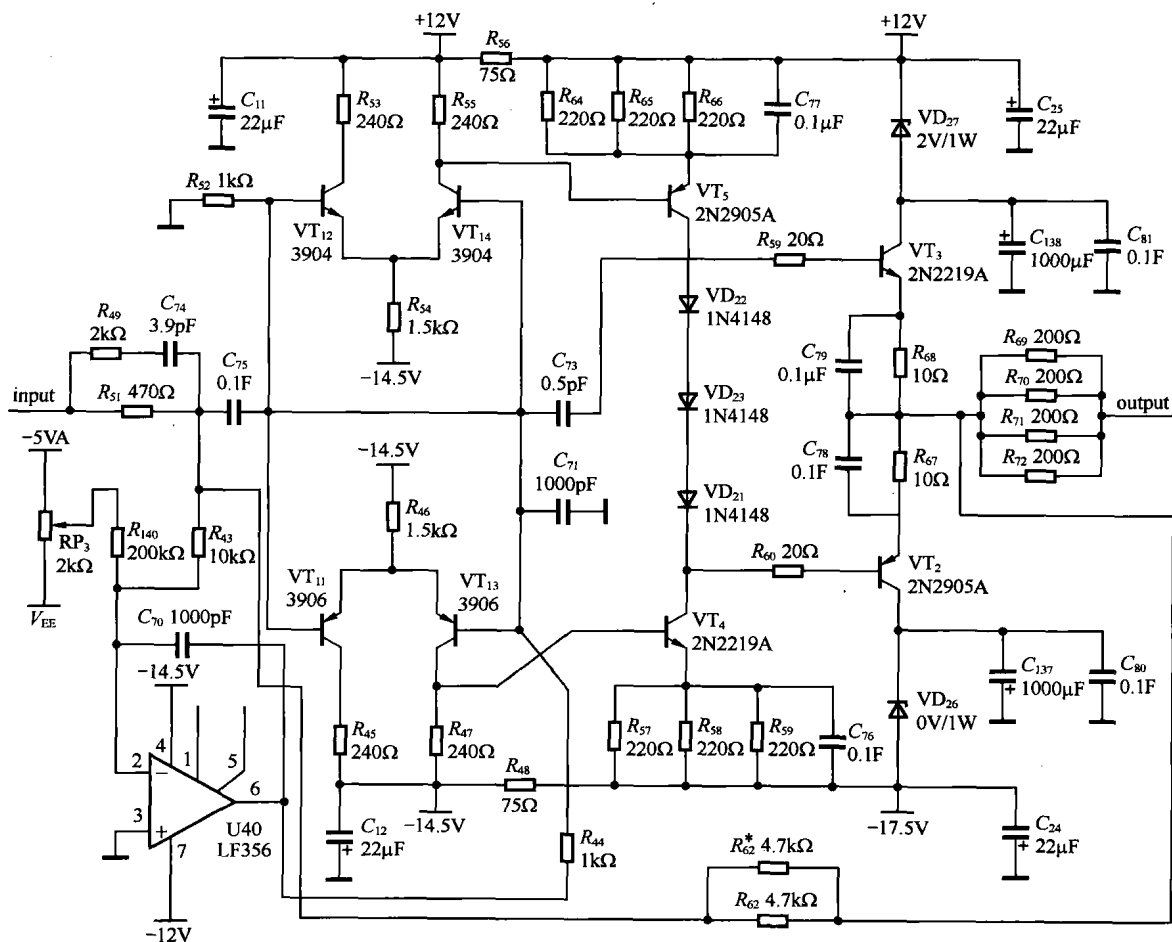 +12V
+12V
R56
75Ω
C11
22μF
R53
240Ω
R55
240Ω
R64
220Ω
R65
220Ω
R66
220Ω
C77
0.1μF
VD27
2V/1W
C25
22μF
R52 1kΩ
VT12
3904
VT14
3904
VT5
2N2905A
R59 20Ω
VT3
2N2219A
C138
1000μF
C81
0.1F
R54
1.5kΩ
−14.5V
VD22
1N4148
R49
2kΩ
C74
3.9pF
C75
0.1F
C73
0.5pF
input
R51 470Ω
C79
0.1μF
R68
10Ω
R69 200Ω
R70 200Ω
R71 200Ω
R72 200Ω
output
VD23
1N4148
−5VA
−14.5V
C71
1000pF
C78
0.1F
R67
10Ω
RP3
2kΩ
R140
200kΩ
R43
10kΩ
R46
1.5kΩ
VD21
1N4148
R60 20Ω
VT2
2N2905A
VEE
VT11
3906
VT13
3906
C70 1000pF
VT4
2N2219A
−14.5V
C137
1000μF
C80
0.1F
VD26
0V/1W
R45
240Ω
R47
240Ω
R57
220Ω
R58
220Ω
R59
220Ω
C76
0.1F
R48
75Ω
2
4
1
5
6
3
7
−
+
U40
LF356
C12
22μF
−14.5V
−17.5V
R44
1kΩ
C24
22μF
R62* 4.7kΩ
R62 4.7kΩ
−12V